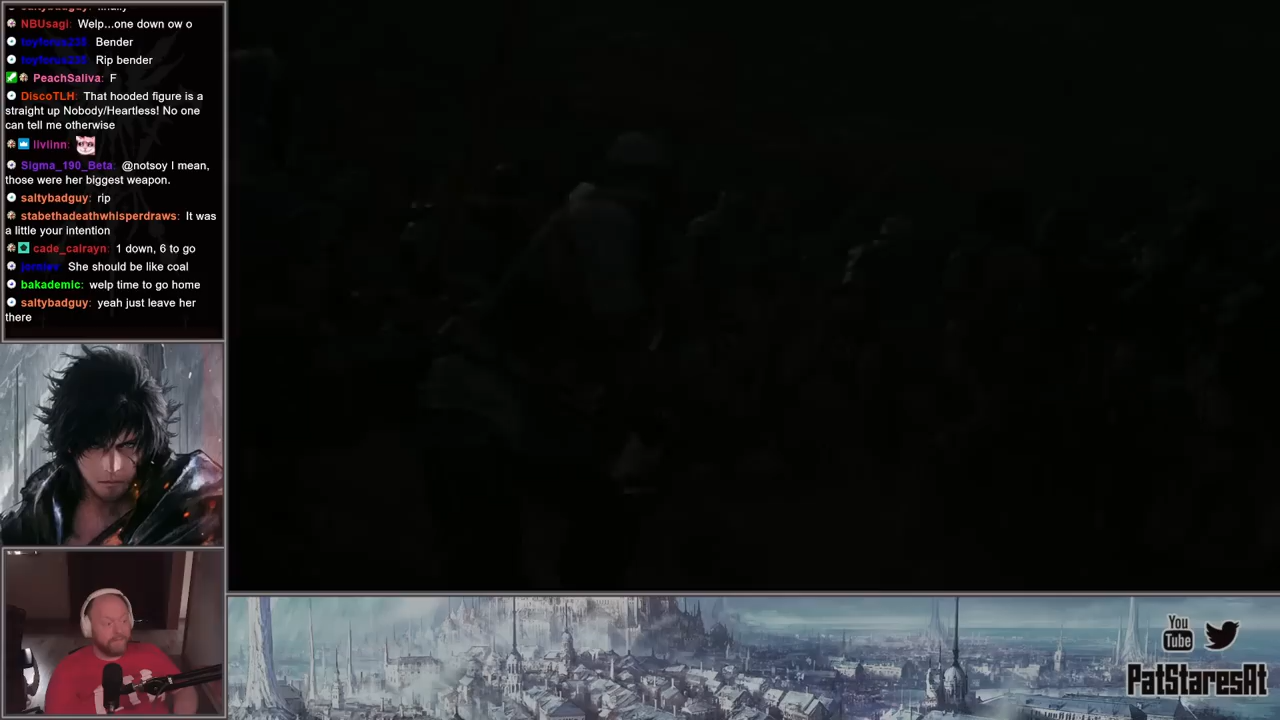 NBUsagi: Welp...one down ow o
Bender
Rip bender
PeachSaliva: F
DiscoTLH: That hooded figure is a
straight up Nobody/Heartless! No one
can tell me otherwise
liviinn:
Sigma_190_Beta: @notsoy I mean,
those were her biggest weapon.
saltybadguy: rip
stabethadeathwhisperdraws: It was
a little your intention
cade_calrayn: 1 down, 6 to go
She should be like coal
bakademic: welp time to go home
saltybadguy: yeah just leave her
there
You
Tube
PatStaresAt